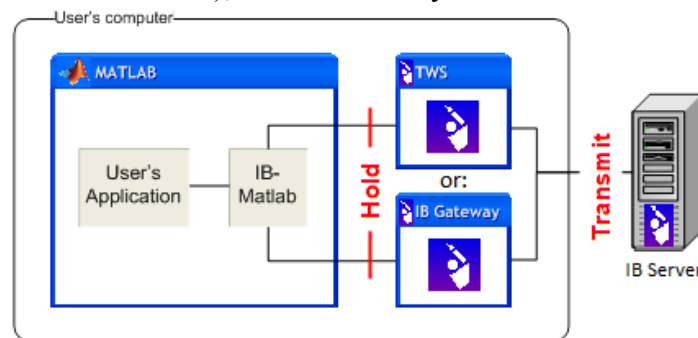 User's computer
MATLAB
TWS
User's
Application
IB-
Matlab
Hold
or:
IB Gateway
Transmit
IB Server